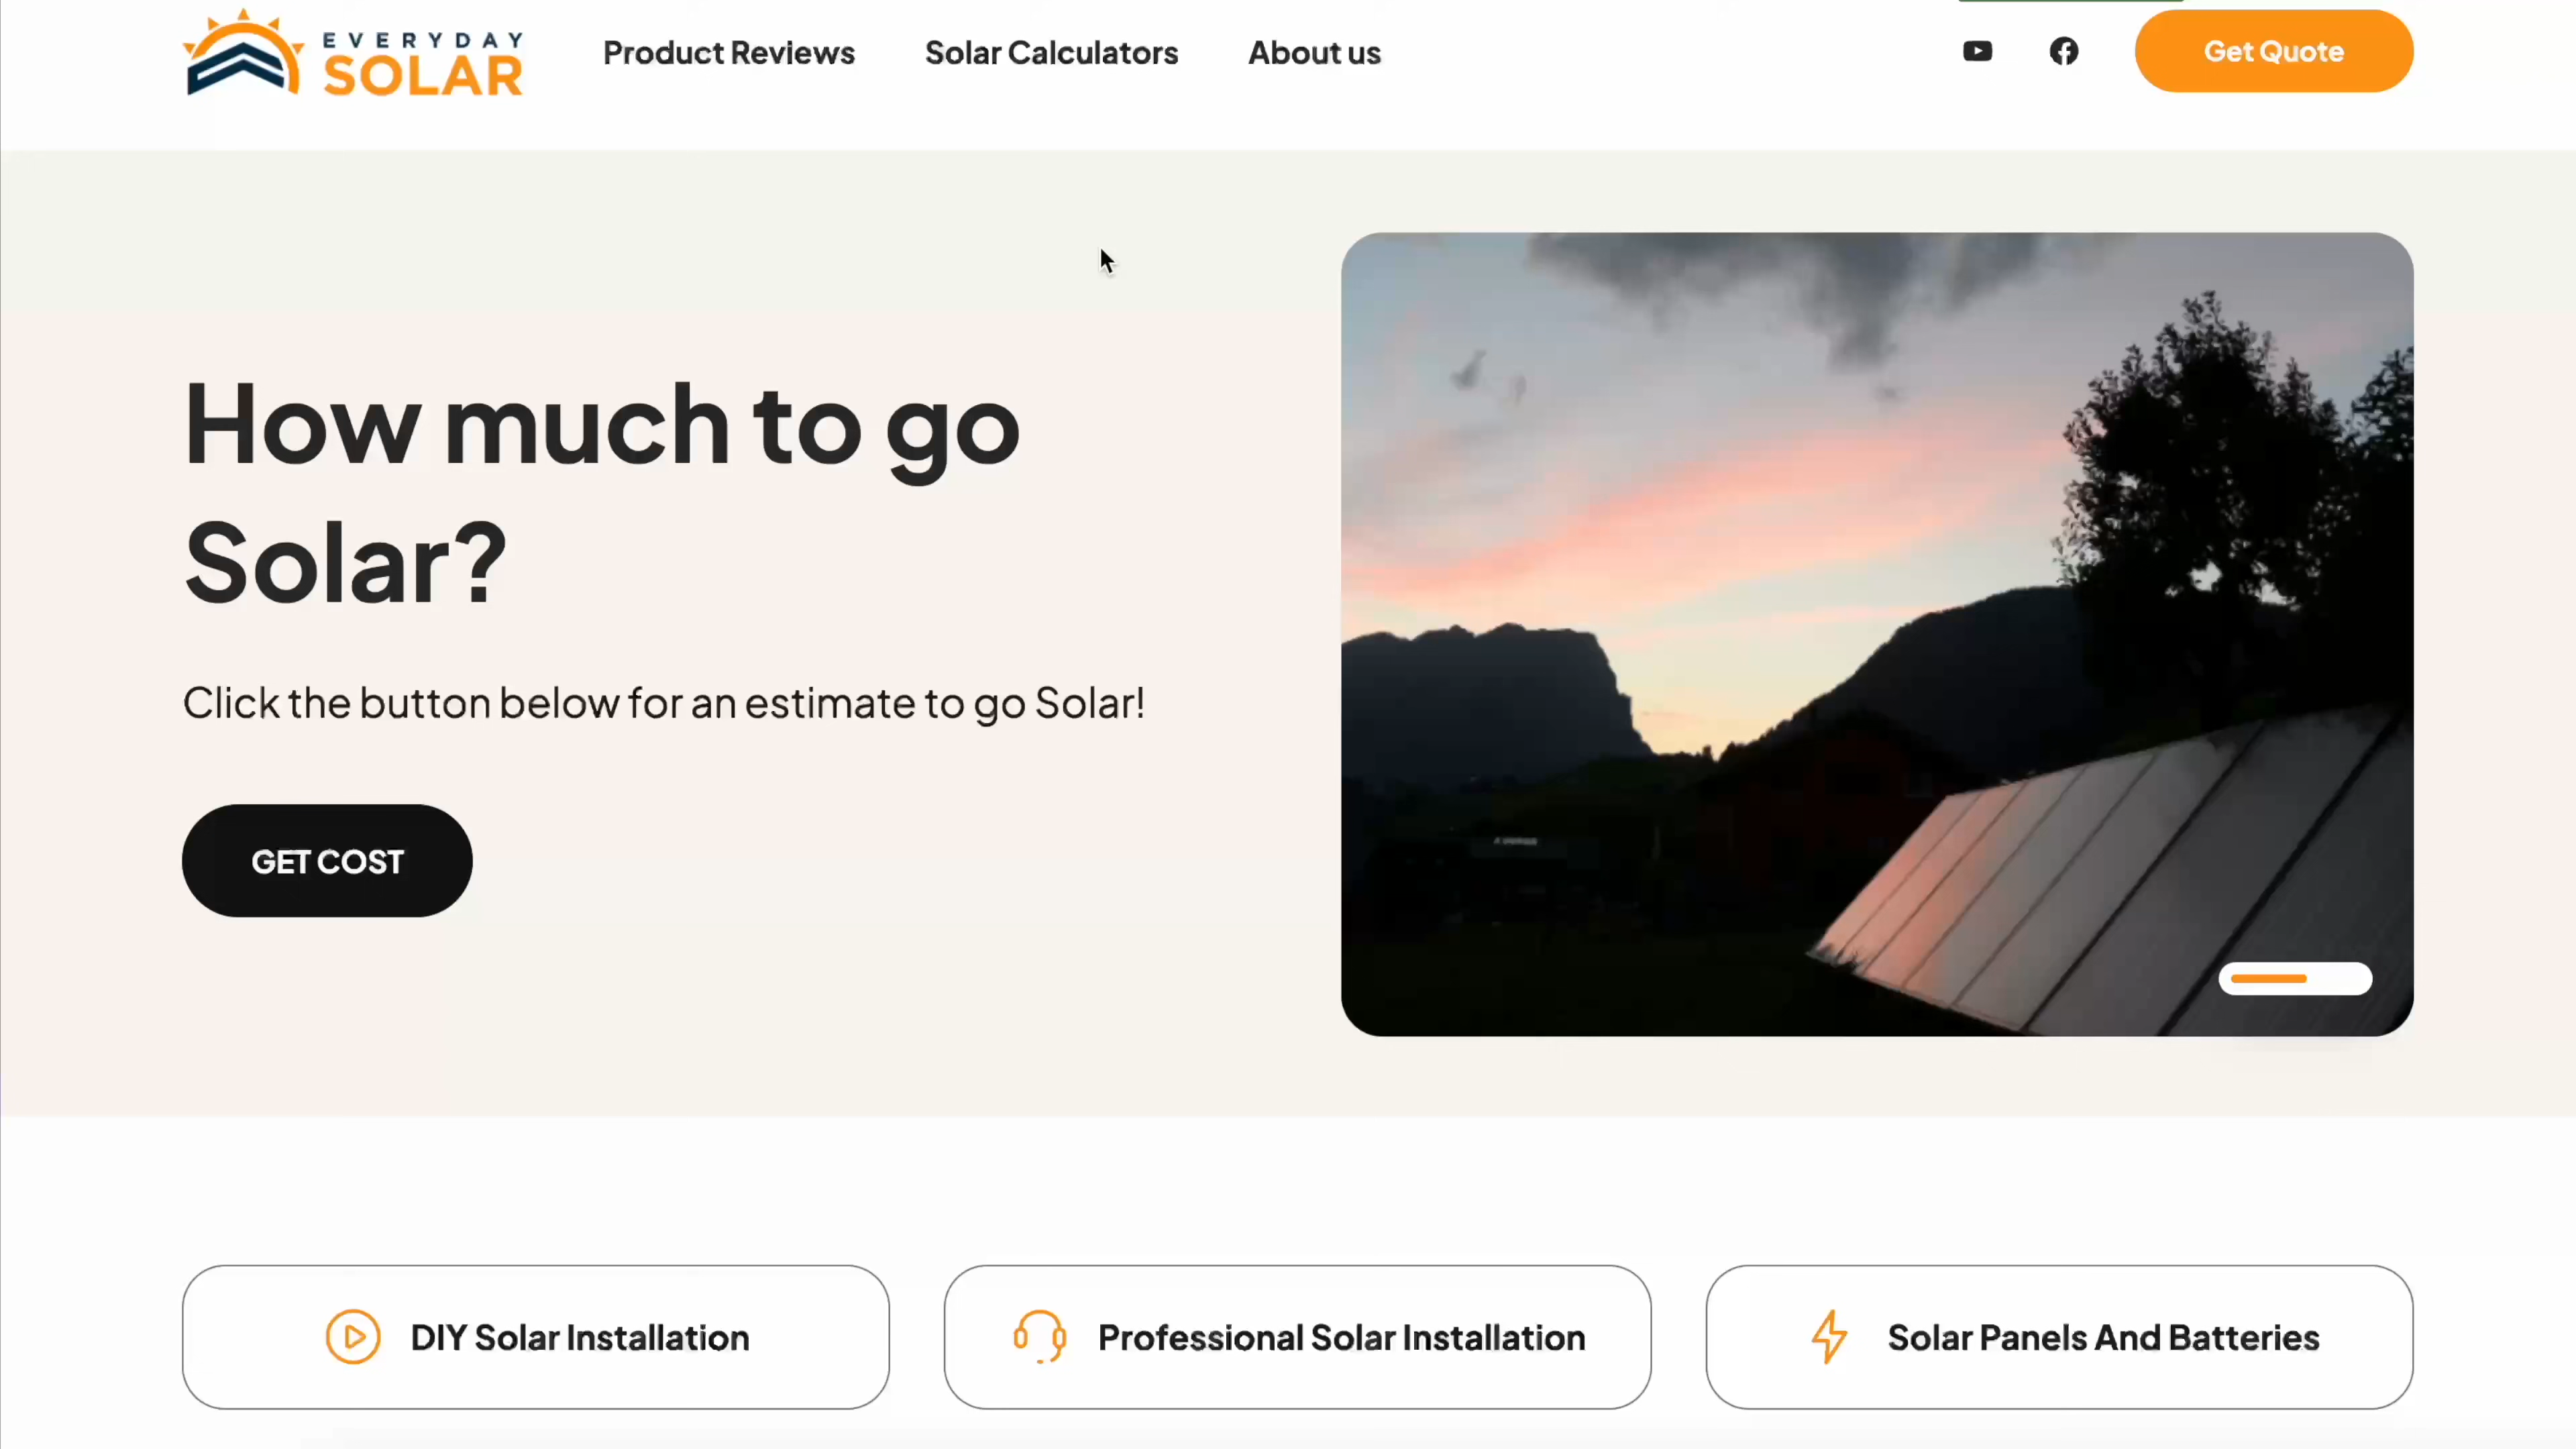 EVERYDAY
SOLAR
Product Reviews
Solar Calculators
About us
Get Quote
How much to go
Solar?
Click the button below for an estimate to go Solar!
GET COST
DIY Solar Installation
Professional Solar Installation
Solar Panels And Batteries